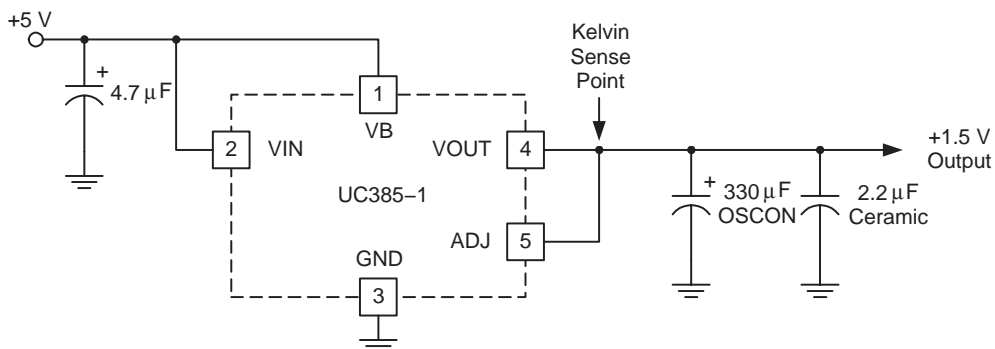 +5 V
+
4.7 μF
1
VB
2
VIN
UC385–1
GND
3
VOUT
4
ADJ
5
Kelvin
Sense
Point
+1.5 V
Output
+
330 μF
OSCON
2.2 μF
Ceramic